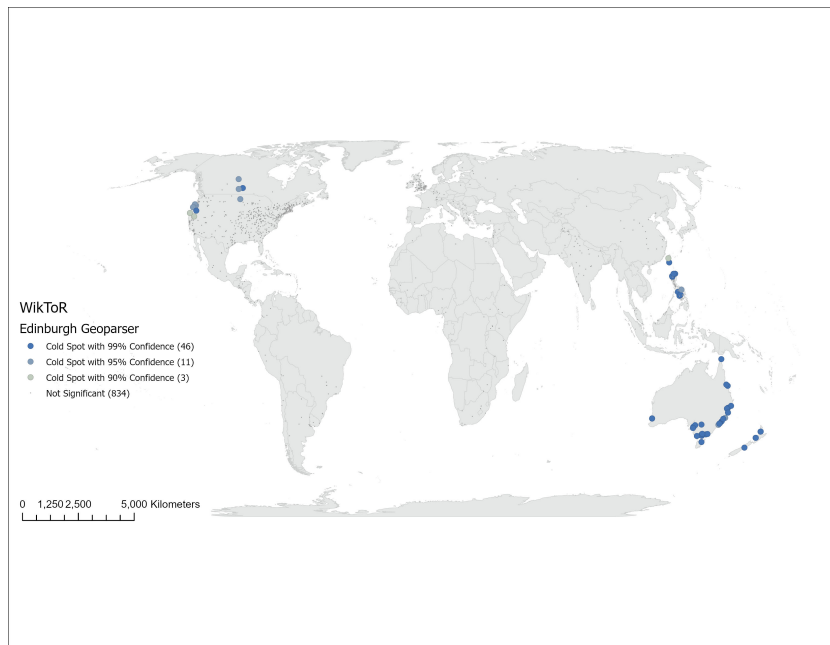 WikToR
Edinburgh Geoparser
Cold Spot with 99% Confidence (46)
Cold Spot with 95% Confidence (11)
Cold Spot with 90% Confidence (3)
Not Significant (834)
0 1,250 2,500 5,000 Kilometers